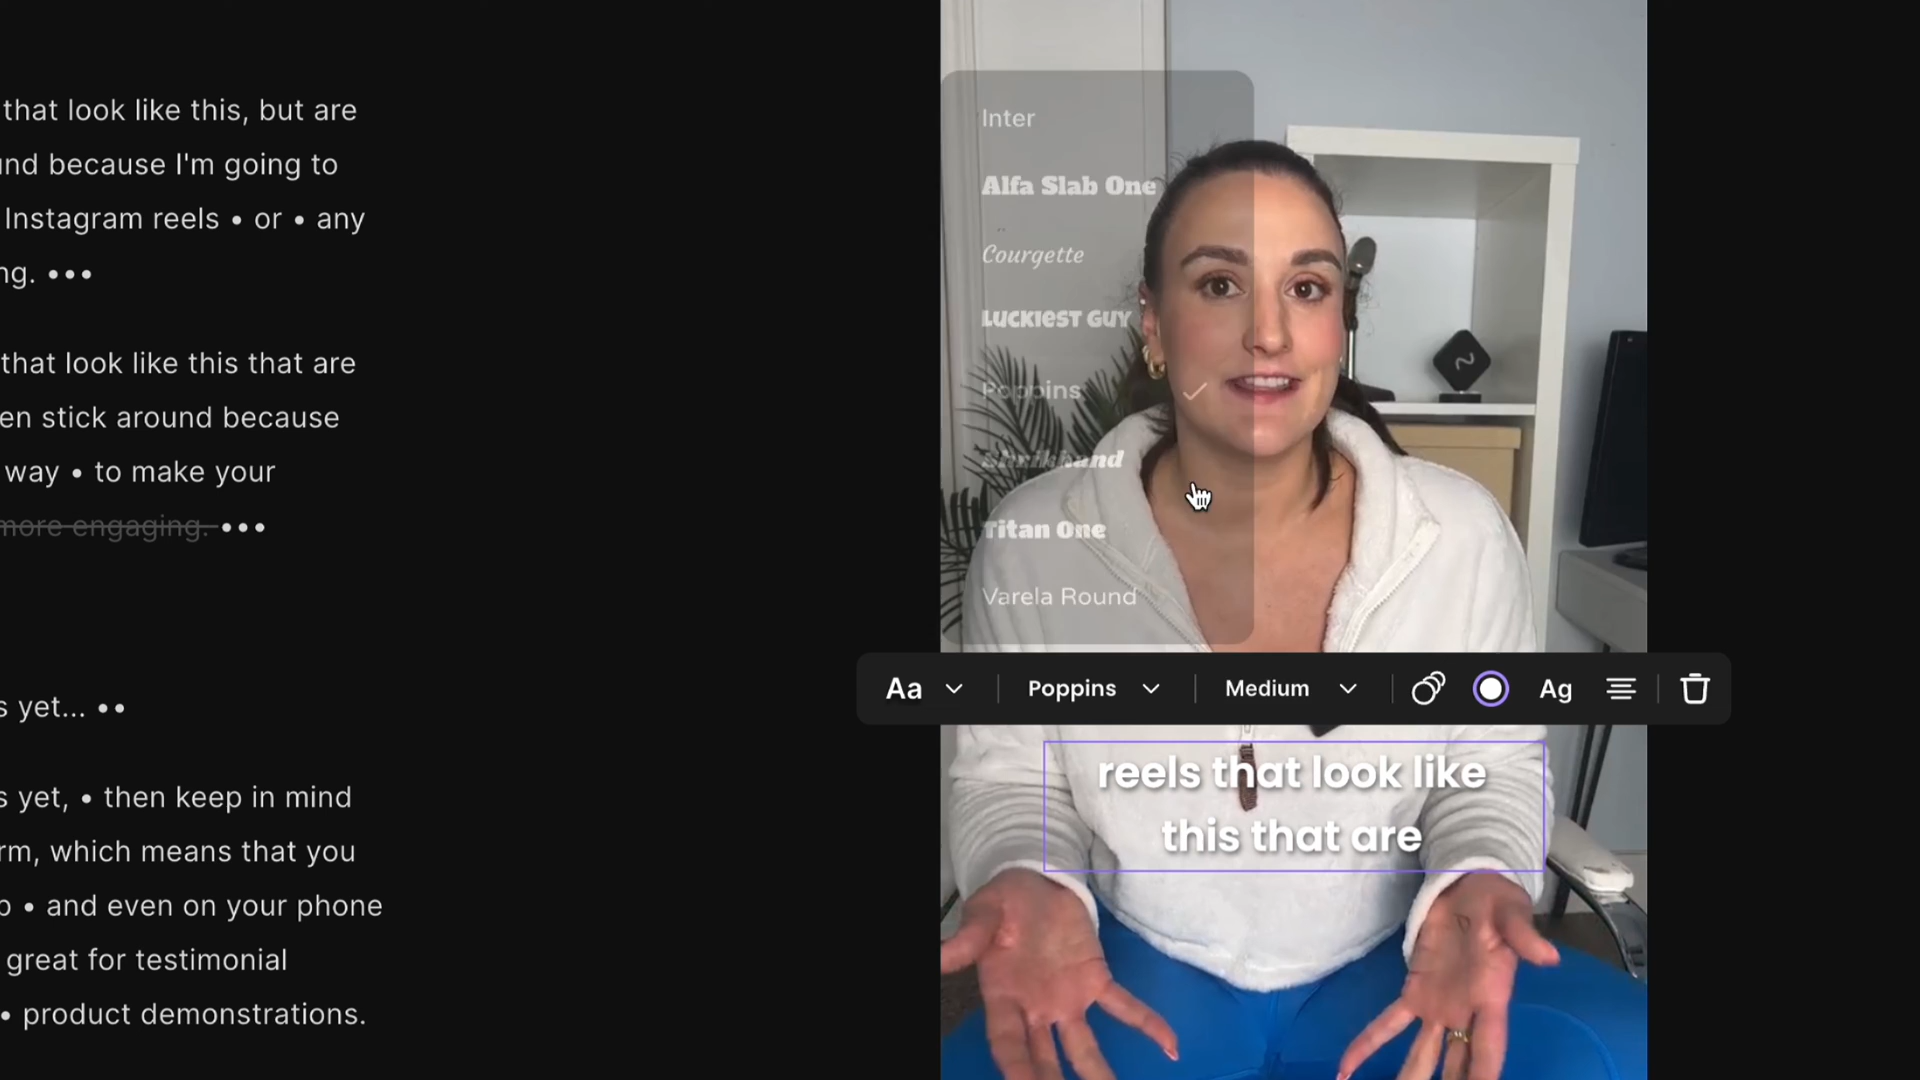 that look like this, but are
und because I'm going to
Instagram reels • or • any
ng. •••
that look like this that are
en stick around because
way • to make your
more engaging. •••
s yet... ••
s yet, • then keep in mind
rm, which means that you
p • and even on your phone
great for testimonial
• product demonstrations.
Inter
Alfa Slab One
Courgette
LUCKIEST GUY
Poppins
Shrikhand
Titan One
Varela Round
Aa Poppins Medium Ag
reels that look like
this that are